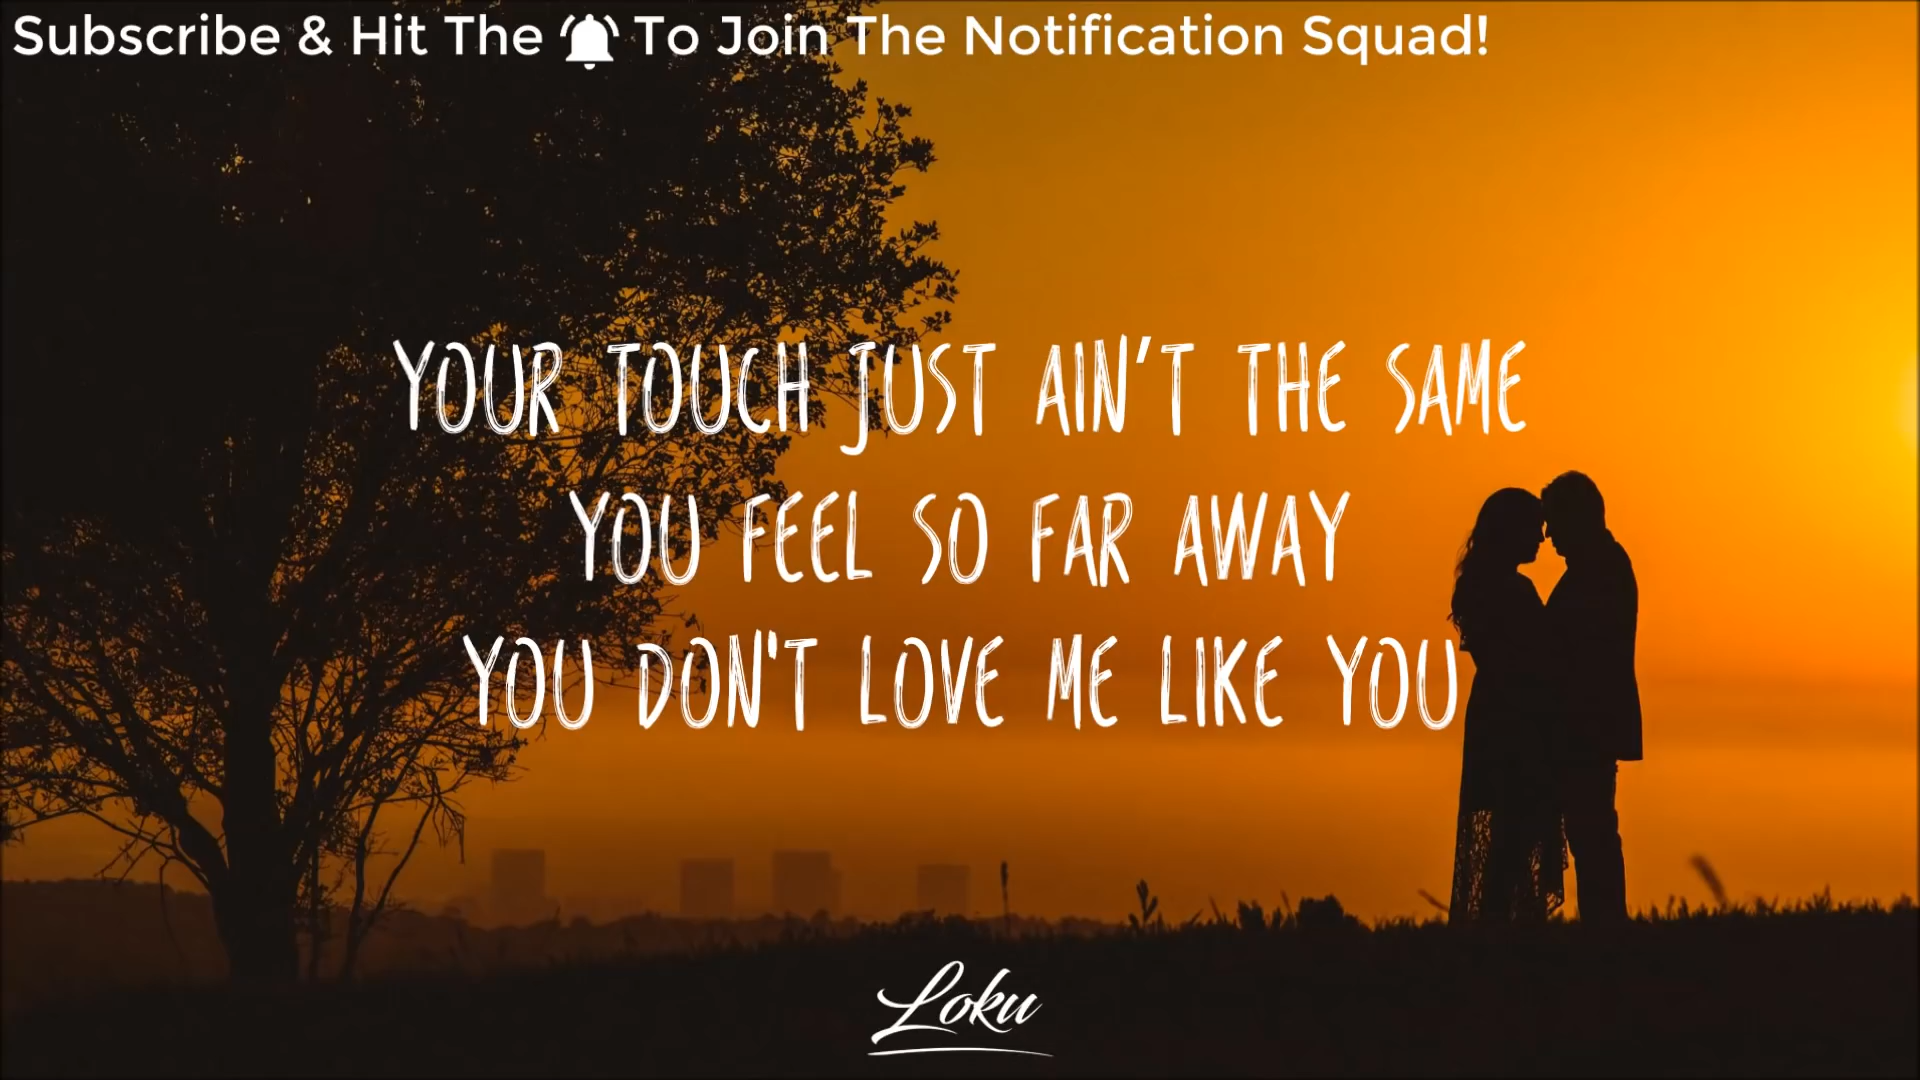 Subscribe & Hit The To Join The Notification Squad!
YOUR TOUCH JUST AIN'T THE SAME
YOU FEEL SO FAR AWAY
YOU DON'T LOVE ME LIKE YOU
Loku